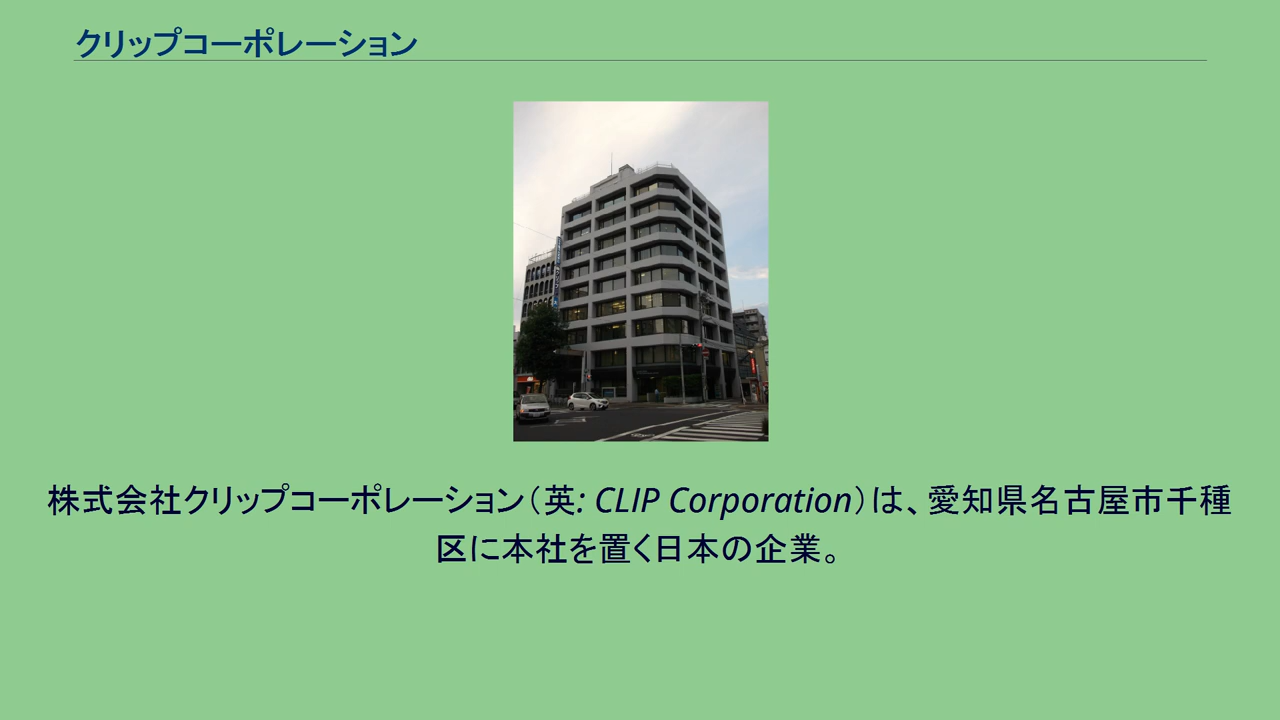 クリップコーポレーション
株式会社クリップコーポレーション（英: CLIP Corporation）は、愛知県名古屋市千種
区に本社を置く日本の企業。